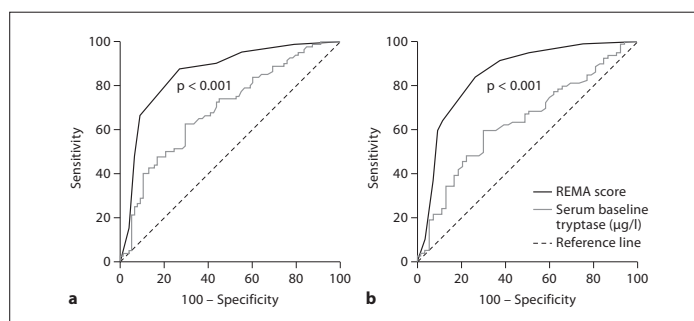 100
80
60
40
20
0
Sensitivity
p < 0.001
0 20 40 60 80 100
100 – Specificity
a
100
80
60
40
20
0
Sensitivity
p < 0.001
REMA score
Serum baseline
tryptase (μg/l)
Reference line
0 20 40 60 80 100
100 – Specificity
b